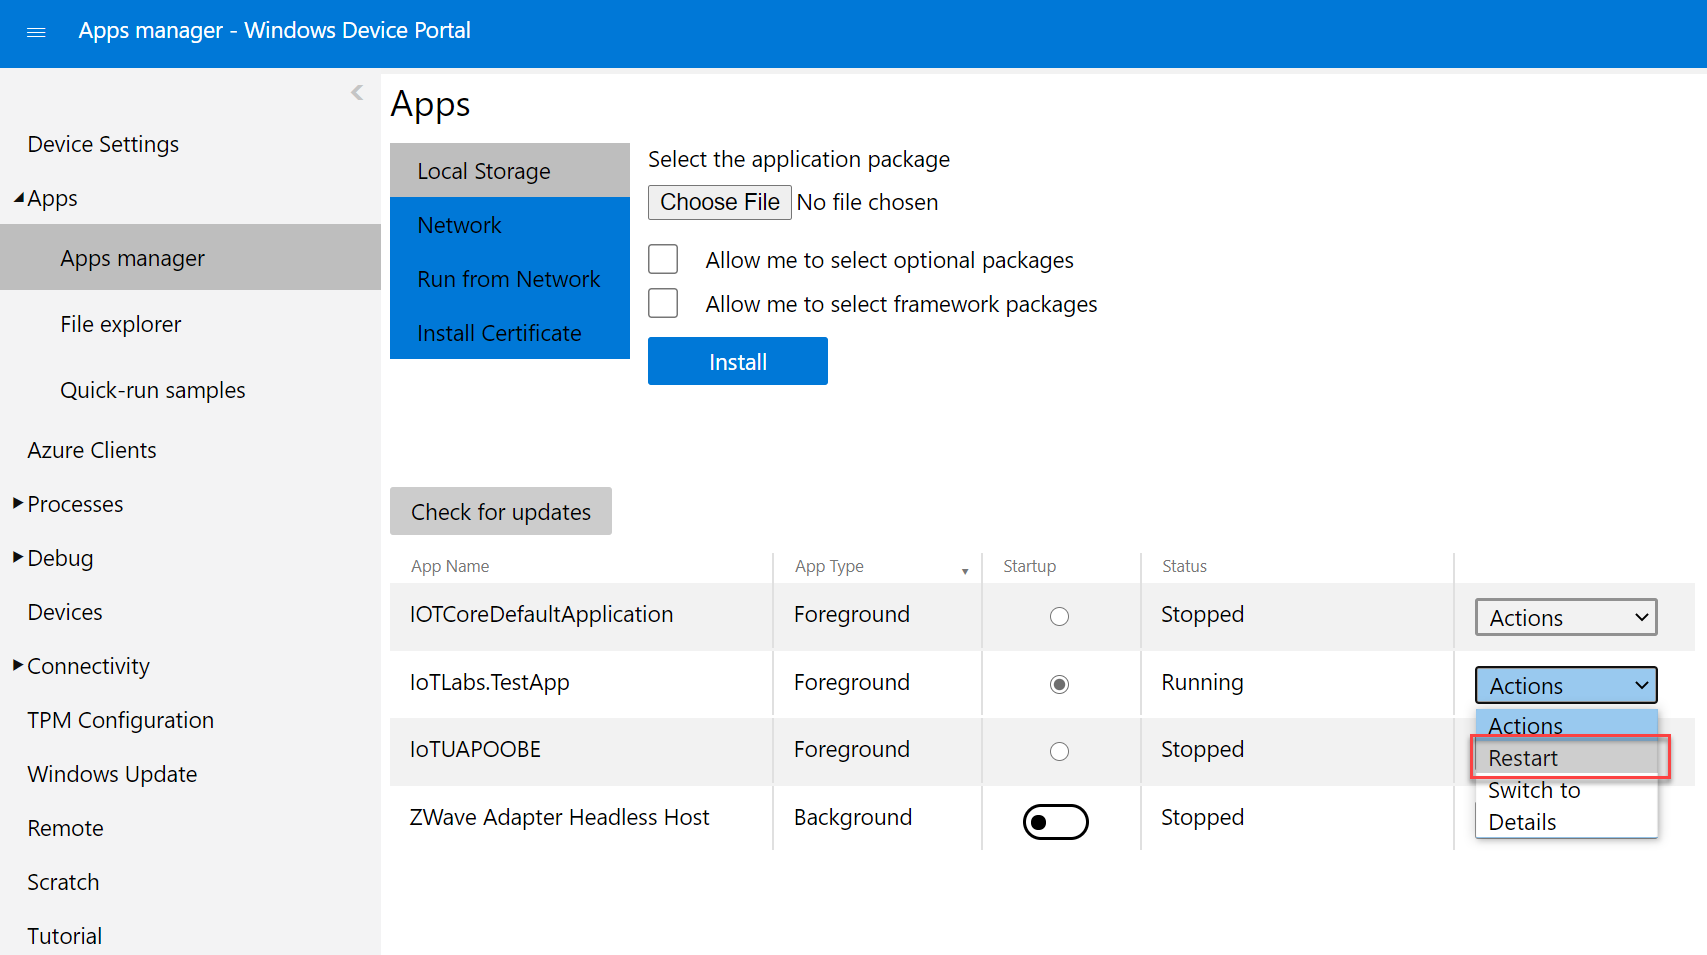 Apps manager - Windows Device Portal
Device Settings
Apps
Apps manager
File explorer
Quick-run samples
Azure Clients
Processes
Debug
Devices
Connectivity
TPM Configuration
Windows Update
Remote
Scratch
Tutorial
Apps
Local Storage
Network
Run from Network
Install Certificate
Select the application package
Choose File No file chosen
Allow me to select optional packages
Allow me to select framework packages
Install
Check for updates
App Name App Type Startup Status
IOTCoreDefaultApplication Foreground Stopped Actions
IoTLabs.TestApp Foreground Running Actions
Actions
IoTUAPOOBE Foreground Stopped
Restart
Switch to
ZWave Adapter Headless Host Background Stopped
Details